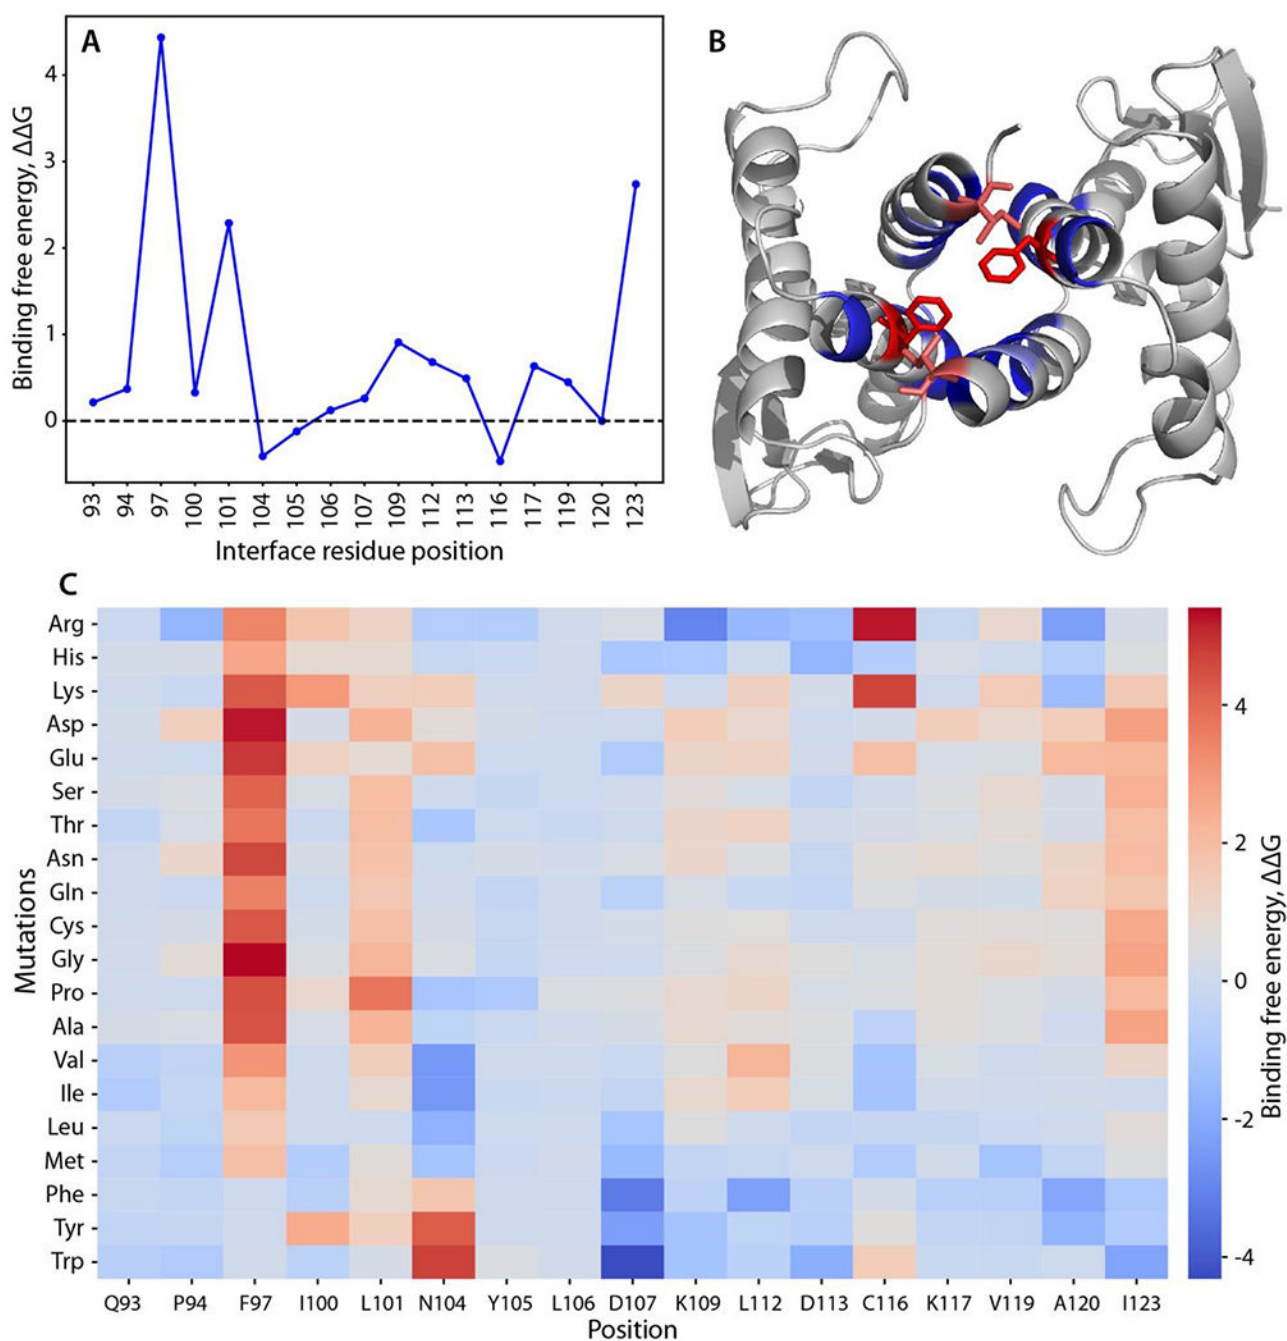 A
B
Binding free energy, ΔΔG
4
3
2
1
0
93 94 97 100 101 104 105 106 107 109 112 113 116 117 119 120 123
Interface residue position
C
Mutations
Arg
His
Lys
Asp
Glu
Ser
Thr
Asn
Gln
Cys
Gly
Pro
Ala
Val
Ile
Leu
Met
Phe
Tyr
Trp
Q93 P94 F97 I100 L101 N104 Y105 L106 D107 K109 L112 D113 C116 K117 V119 A120 I123
Position
4
2
0
-2
-4
Binding free energy, ΔΔG